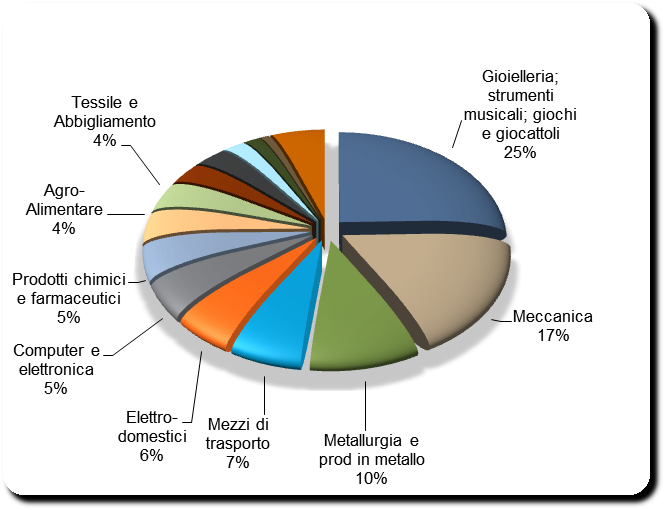 Gioielleria;
strumenti
musicali; giochi
e giocattoli
25%
Meccanica
17%
Metallurgia e
prod in metallo
10%
Mezzi di
trasporto
7%
Elettro-
domestici
6%
Computer e
elettronica
5%
Prodotti chimici
e farmaceutici
5%
Agro-
Alimentare
4%
Tessile e
Abbigliamento
4%